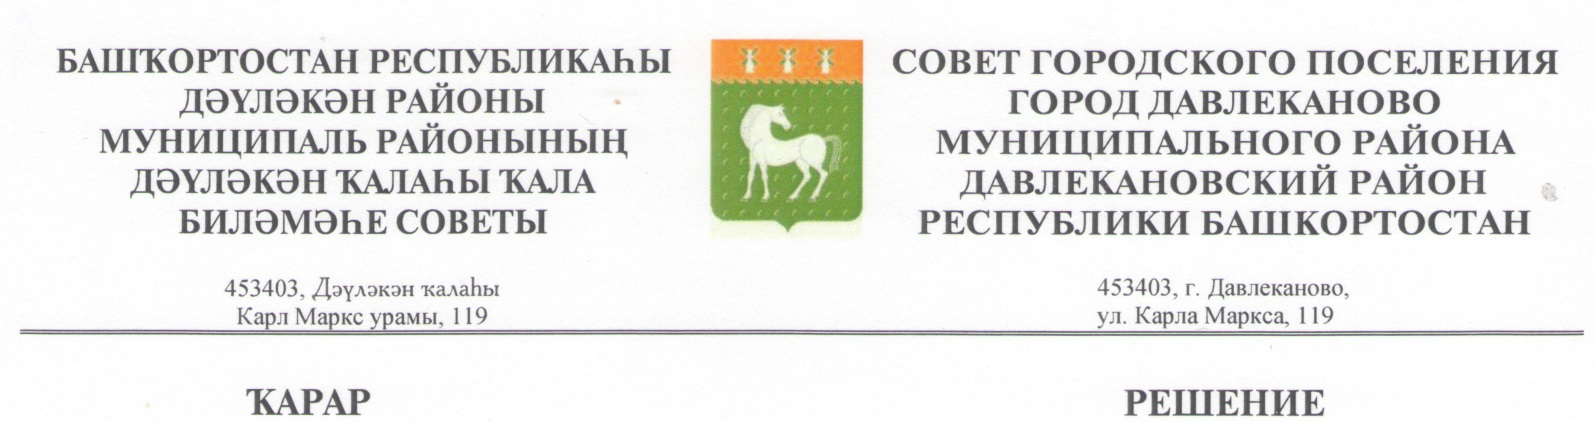 БАШҠОРТОСТАН РЕСПУБЛИКАҺЫ
ДӘҮЛӘКӘН РАЙОНЫ
МУНИЦИПАЛЬ РАЙОНЫНЫҢ
ДӘҮЛӘКӘН ҠАЛАҺЫ ҠАЛА
БИЛӘМӘҺЕ СОВЕТЫ
453403, Дәүләкән ҡалаһы
Карл Маркс урамы, 119
ҠАРАР
СОВЕТ ГОРОДСКОГО ПОСЕЛЕНИЯ
ГОРОД ДАВЛЕКАНОВО
МУНИЦИПАЛЬНОГО РАЙОНА
ДАВЛЕКАНОВСКИЙ РАЙОН
РЕСПУБЛИКИ БАШКОРТОСТАН
453403, г. Давлеканово,
ул. Карла Маркса, 119
РЕШЕНИЕ